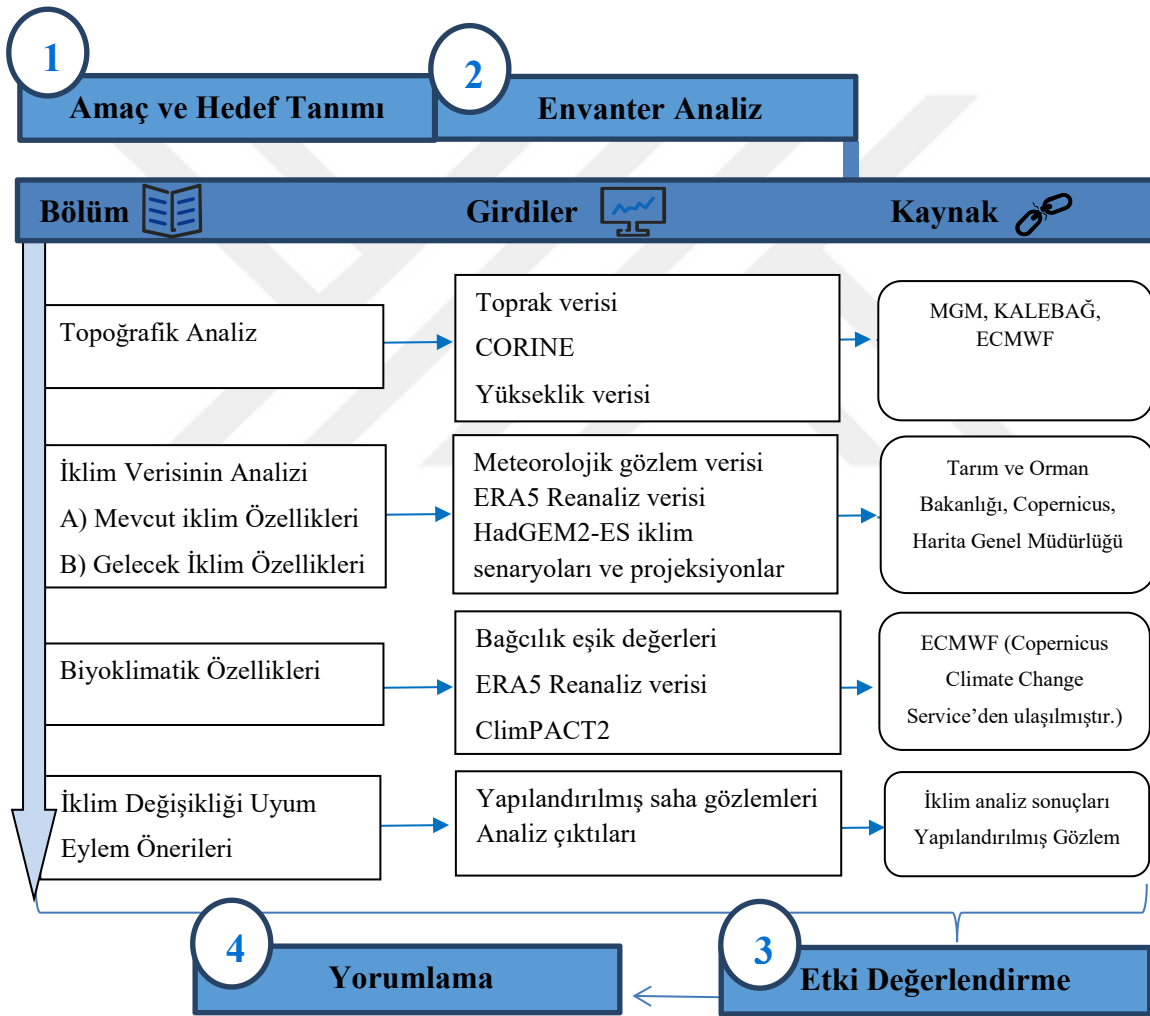 1
Amaç ve Hedef Tanımı
2
Envanter Analiz
Bölüm
Girdiler
Kaynak
Topoğrafik Analiz
Toprak verisi
CORINE
Yükseklik verisi
MGM, KALEBAĞ,
ECMWF
İklim Verisinin Analizi
A) Mevcut iklim Özellikleri
B) Gelecek İklim Özellikleri
Meteorolojik gözlem verisi
ERA5 Reanaliz verisi
HadGEM2-ES iklim
senaryoları ve projeksiyonlar
Tarım ve Orman
Bakanlığı, Copernicus,
Harita Genel Müdürlüğü
Biyoklimatik Özellikleri
Bağcılık eşik değerleri
ERA5 Reanaliz verisi
ClimPACT2
ECMWF (Copernicus
Climate Change
Service’den ulaşılmıştır.)
İklim Değişikliği Uyum
Eylem Önerileri
Yapılandırılmış saha gözlemleri
Analiz çıktıları
İklim analiz sonuçları
Yapılandırılmış Gözlem
4
Yorumlama
3
Etki Değerlendirme